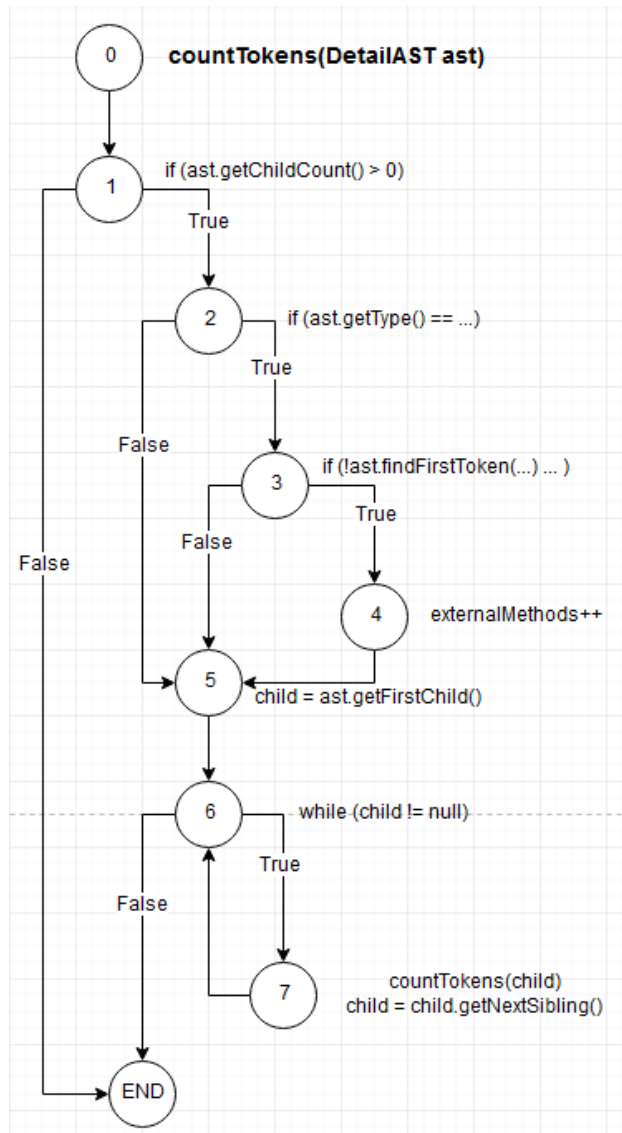 0
countTokens(DetailAST ast)
1
if (ast.getChildCount() > 0)
True
2
if (ast.getType() == ...)
True
False
3
if (!ast.findFirstToken(...) ... )
True
False
False
4
externalMethods++
5
child = ast.getFirstChild()
6
while (child != null)
True
False
7
countTokens(child)
child = child.getNextSibling()
END